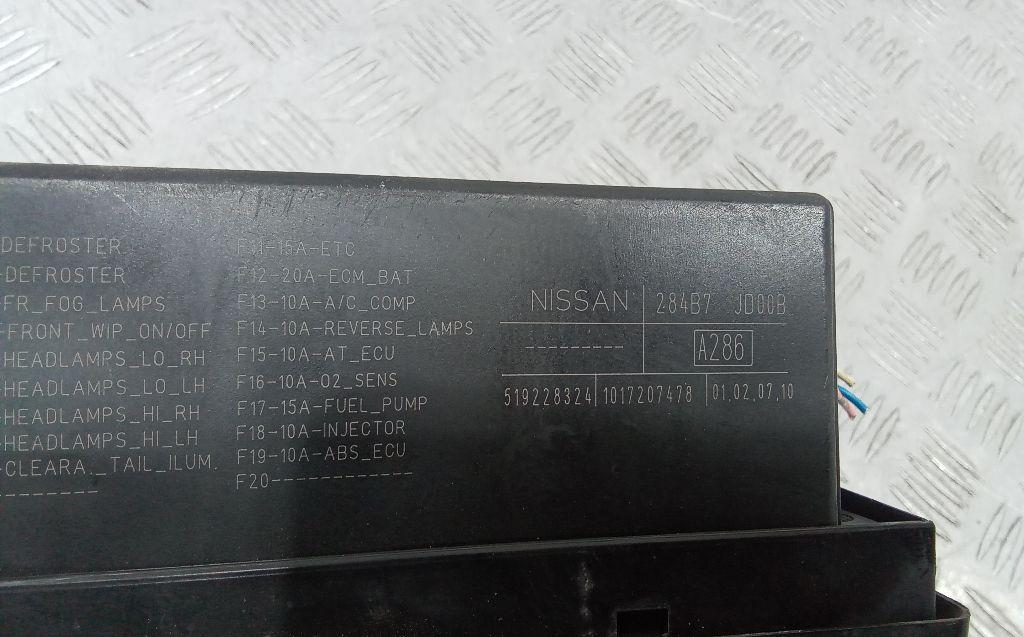 DEFROSTER
-DEFROSTER
-FR_FOG_LAMPS
-FRONT_WIP_ON/OFF
-HEADLAMPS_LO_RH
-HEADLAMPS_LO_LH
-HEADLAMPS_HI_RH
-HEADLAMPS_HI_LH
-CLEARA._TAIL_ILUM.
--------
F11-15A-ETC
F12-20A-ECM_BAT
F13-10A-A/C_COMP
F14-10A-REVERSE_LAMPS
F15-10A-AT_ECU
F16-10A-O2_SENS
F17-15A-FUEL_PUMP
F18-10A-INJECTOR
F19-10A-ABS_ECU
F20------------
NISSAN 284B7 JD00B
--------- A286
519228324 1017207478 01,02,07,10